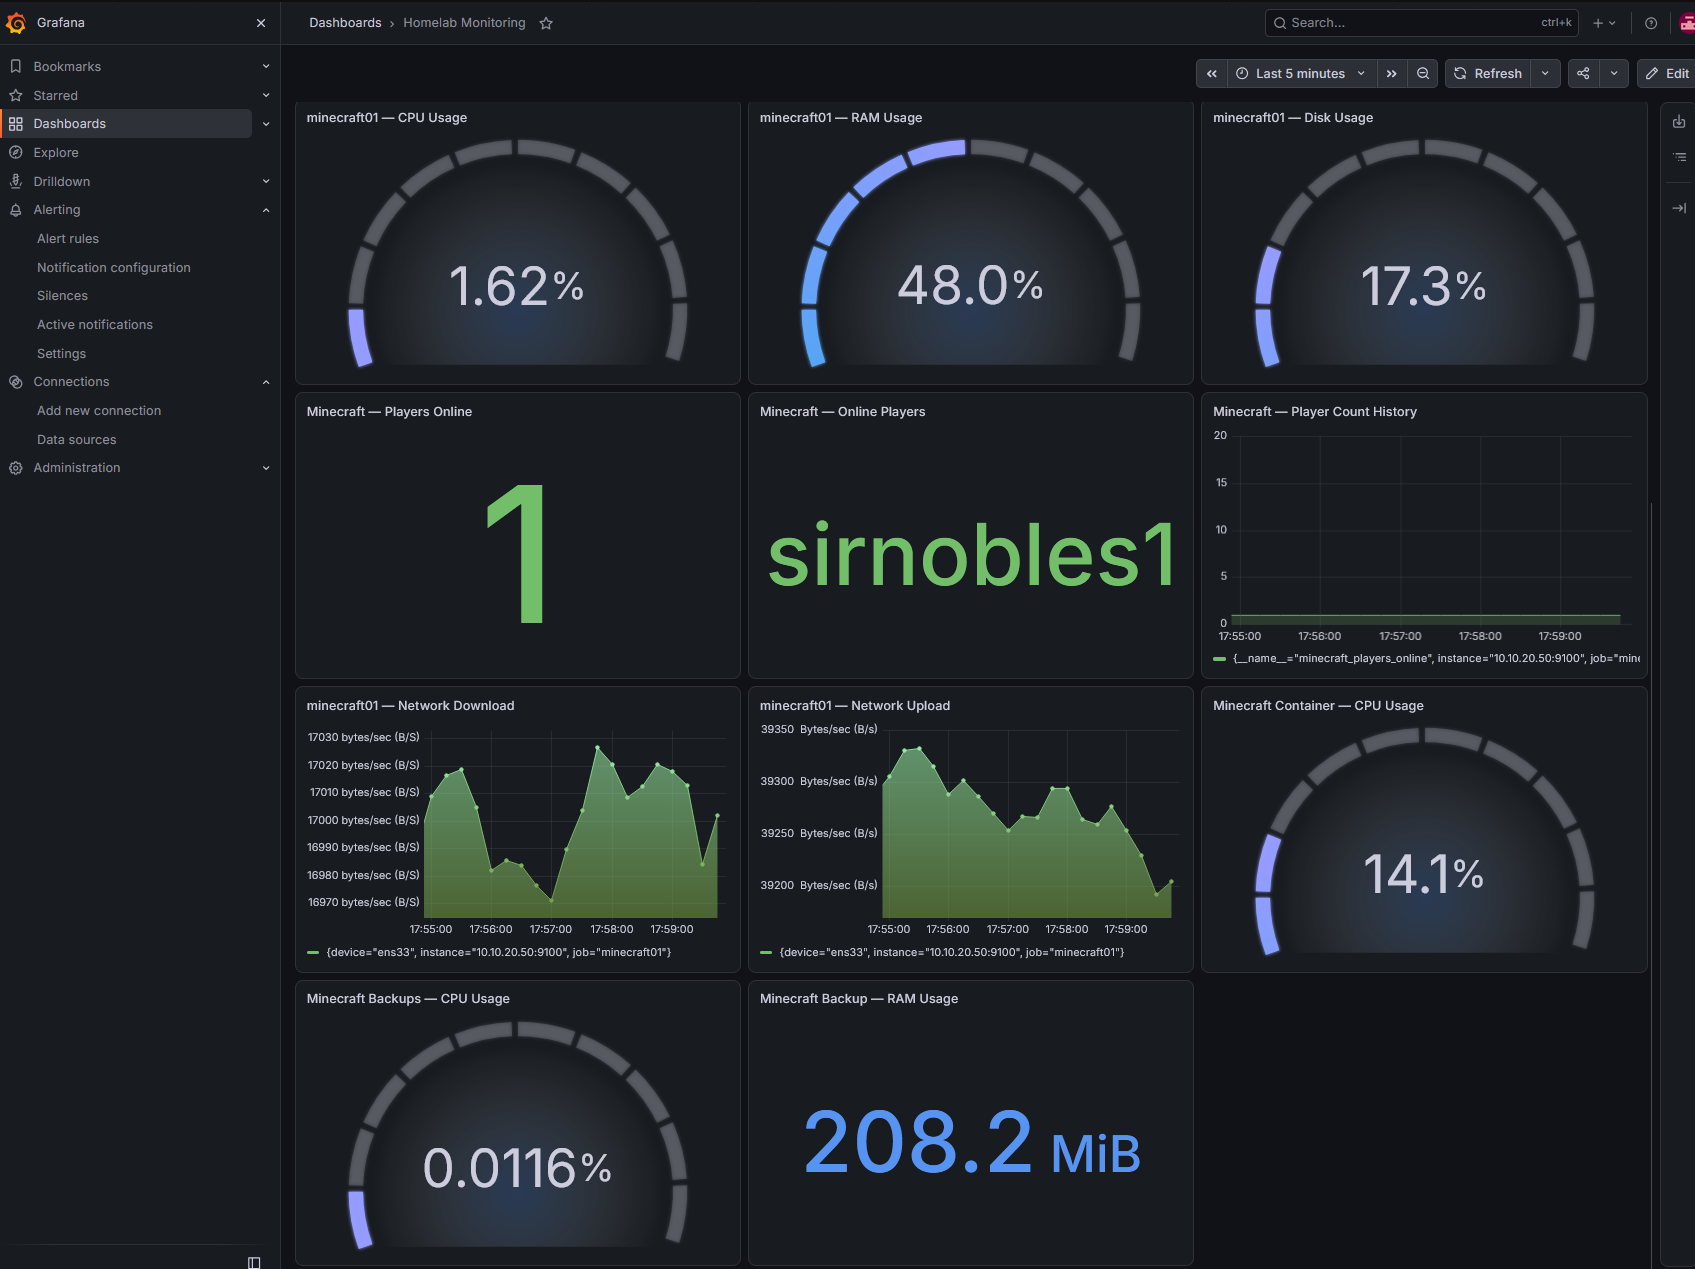 Grafana
Dashboards › Homelab Monitoring
Search...
ctrl+k
Bookmarks
Starred
Dashboards
Explore
Drilldown
Alerting
Alert rules
Notification configuration
Silences
Active notifications
Settings
Connections
Add new connection
Data sources
Administration
Last 5 minutes
Refresh
Edit
minecraft01 — CPU Usage
1.62%
minecraft01 — RAM Usage
48.0%
minecraft01 — Disk Usage
17.3%
Minecraft — Players Online
1
Minecraft — Online Players
sirnobles1
Minecraft — Player Count History
20
15
10
5
0
17:55:00 17:56:00 17:57:00 17:58:00 17:59:00
{__name__="minecraft_players_online", instance="10.10.20.50:9100", job="mine
minecraft01 — Network Download
17030 bytes/sec (B/S)
17020 bytes/sec (B/S)
17010 bytes/sec (B/S)
17000 bytes/sec (B/S)
16990 bytes/sec (B/S)
16980 bytes/sec (B/S)
16970 bytes/sec (B/S)
17:55:00 17:56:00 17:57:00 17:58:00 17:59:00
{device="ens33", instance="10.10.20.50:9100", job="minecraft01"}
minecraft01 — Network Upload
39350 Bytes/sec (B/s)
39300 Bytes/sec (B/s)
39250 Bytes/sec (B/s)
39200 Bytes/sec (B/s)
17:55:00 17:56:00 17:57:00 17:58:00 17:59:00
{device="ens33", instance="10.10.20.50:9100", job="minecraft01"}
Minecraft Container — CPU Usage
14.1%
Minecraft Backups — CPU Usage
0.0116%
Minecraft Backup — RAM Usage
208.2 MiB